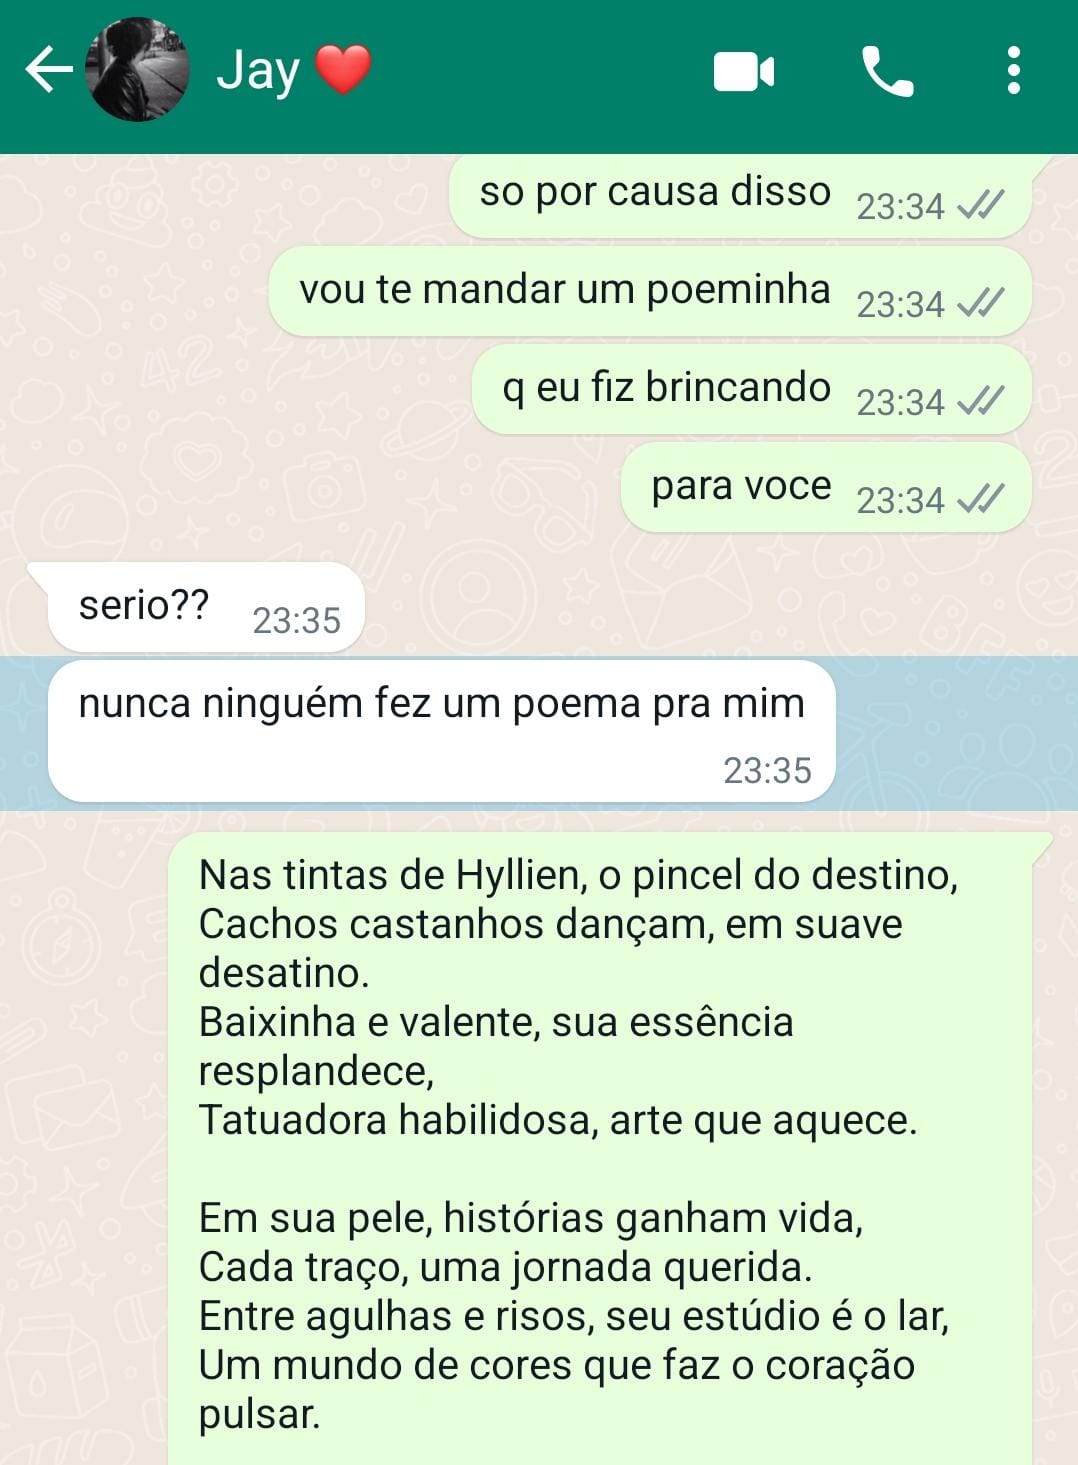 Jay
so por causa disso 23:34
vou te mandar um poeminha 23:34
q eu fiz brincando 23:34
para voce 23:34
serio?? 23:35
nunca ninguém fez um poema pra mim
23:35
Nas tintas de Hyllien, o pincel do destino,
Cachos castanhos dançam, em suave
desatino.
Baixinha e valente, sua essência
resplandece,
Tatuadora habilidosa, arte que aquece.
Em sua pele, histórias ganham vida,
Cada traço, uma jornada querida.
Entre agulhas e risos, seu estúdio é o lar,
Um mundo de cores que faz o coração
pulsar.